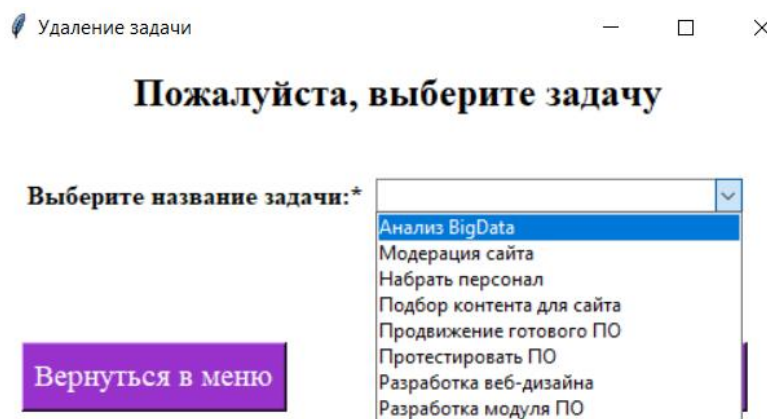 Удаление задачи
Пожалуйста, выберите задачу
Выберите название задачи:*
Анализ BigData
Модерация сайта
Набрать персонал
Подбор контента для сайта
Продвижение готового ПО
Протестировать ПО
Разработка веб-дизайна
Разработка модуля ПО
Вернуться в меню